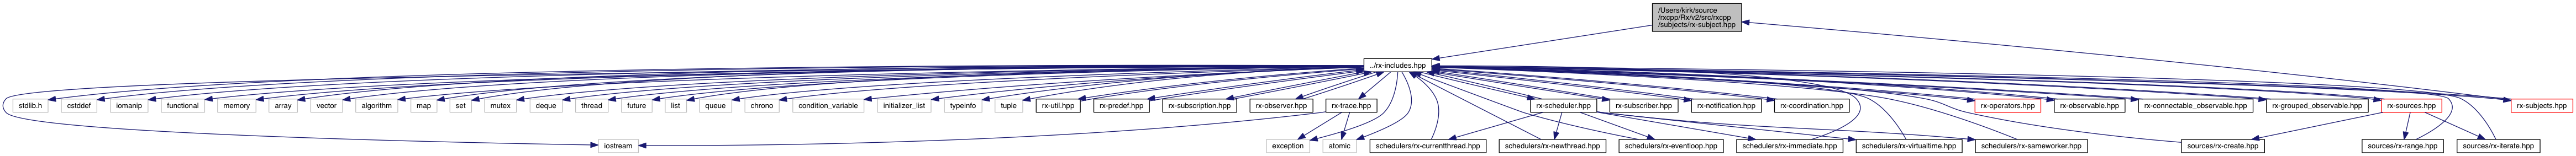 /Users/kirk/source
/rxcpp/Rx/v2/src/rxcpp
/subjects/rx-subject.hpp
../rx-includes.hpp
stdlib.h
cstddef
iomanip
functional
memory
array
vector
algorithm
map
set
mutex
deque
thread
future
list
queue
chrono
condition_variable
initializer_list
typeinfo
tuple
rx-util.hpp
rx-predef.hpp
rx-subscription.hpp
rx-observer.hpp
rx-trace.hpp
rx-scheduler.hpp
rx-subscriber.hpp
rx-notification.hpp
rx-coordination.hpp
rx-operators.hpp
rx-observable.hpp
rx-connectable_observable.hpp
rx-grouped_observable.hpp
rx-sources.hpp
rx-subjects.hpp
iostream
exception
atomic
schedulers/rx-currentthread.hpp
schedulers/rx-newthread.hpp
schedulers/rx-eventloop.hpp
schedulers/rx-immediate.hpp
schedulers/rx-virtualtime.hpp
schedulers/rx-sameworker.hpp
sources/rx-create.hpp
sources/rx-range.hpp
sources/rx-iterate.hpp